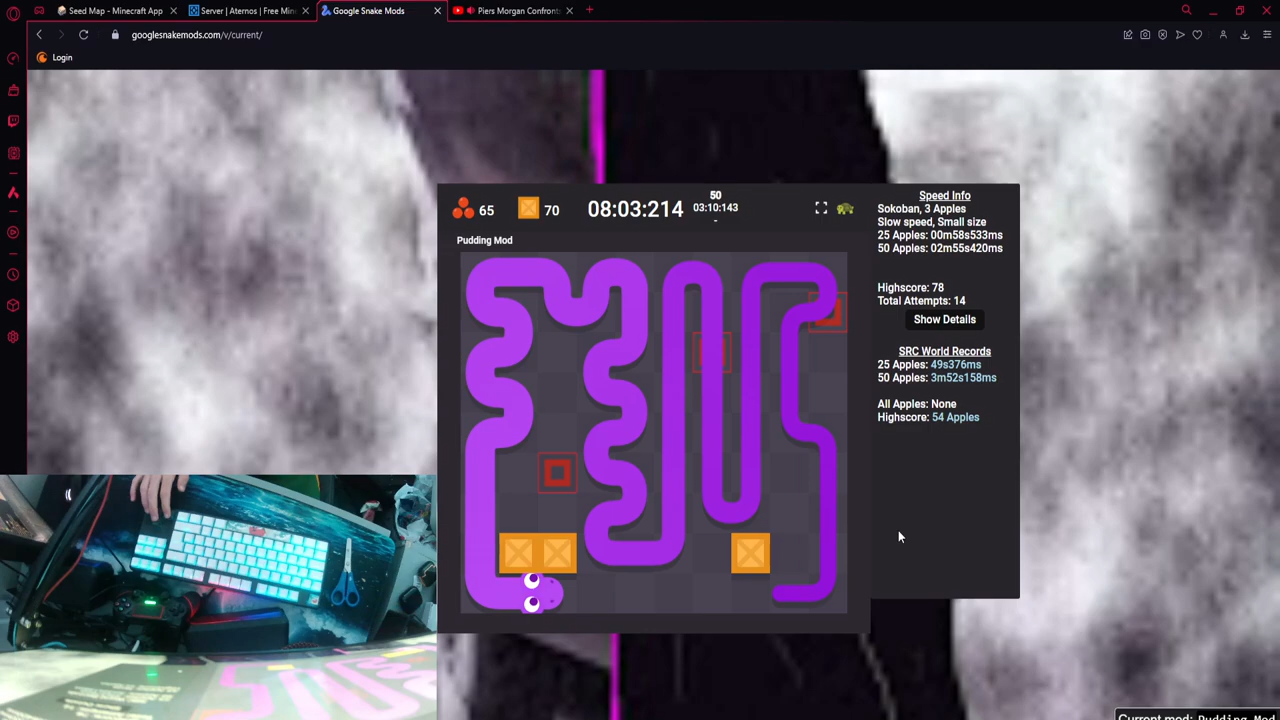 Seed Map - Minecraft App
Server | Aternos | Free Min
Google Snake Mods
Piers Morgan Confront
googlesnakemods.com/v/current/
Login
65
70
08:03:214
50
03:10:143
-
Pudding Mod
Speed Info
Sokoban, 3 Apples
Slow speed, Small size
25 Apples: 00m58s533ms
50 Apples: 02m55s420ms
Highscore: 78
Total Attempts: 14
Show Details
SRC World Records
25 Apples: 49s376ms
50 Apples: 3m52s158ms
All Apples: None
Highscore: 54 Apples
Current mod: Pudding Mod